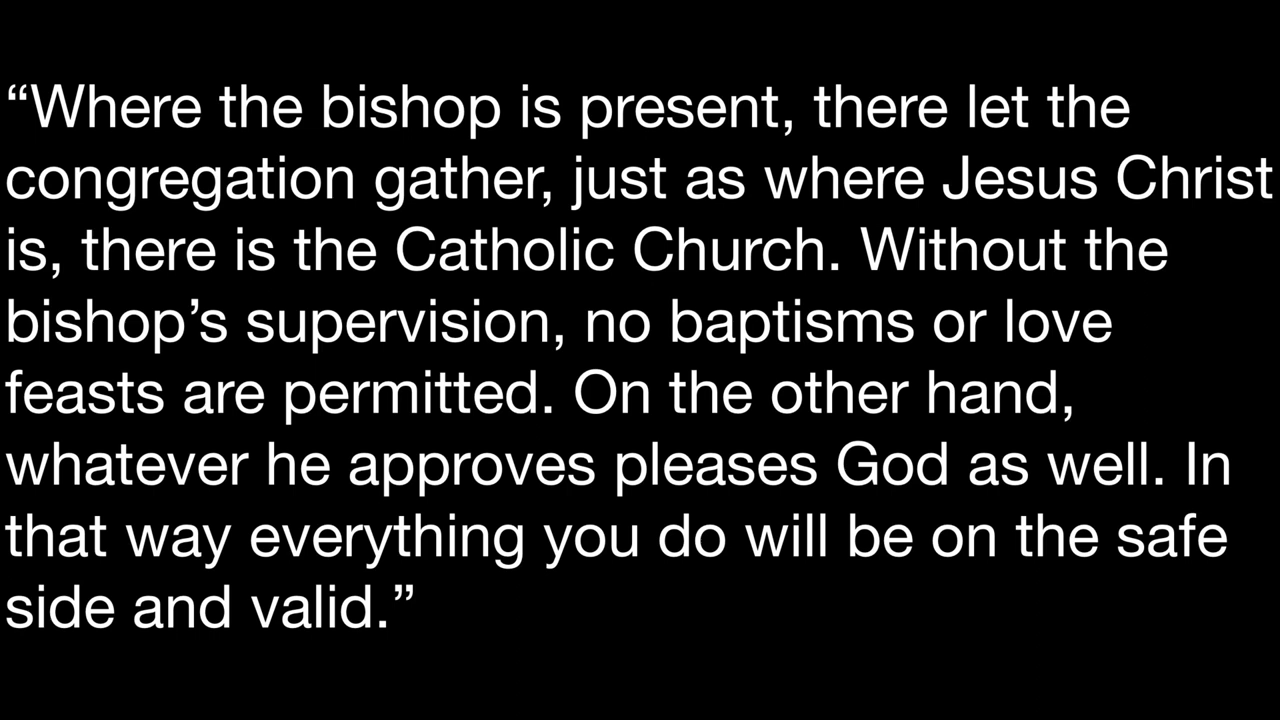 “Where the bishop is present, there let the
congregation gather, just as where Jesus Christ
is, there is the Catholic Church. Without the
bishop’s supervision, no baptisms or love
feasts are permitted. On the other hand,
whatever he approves pleases God as well. In
that way everything you do will be on the safe
side and valid.”